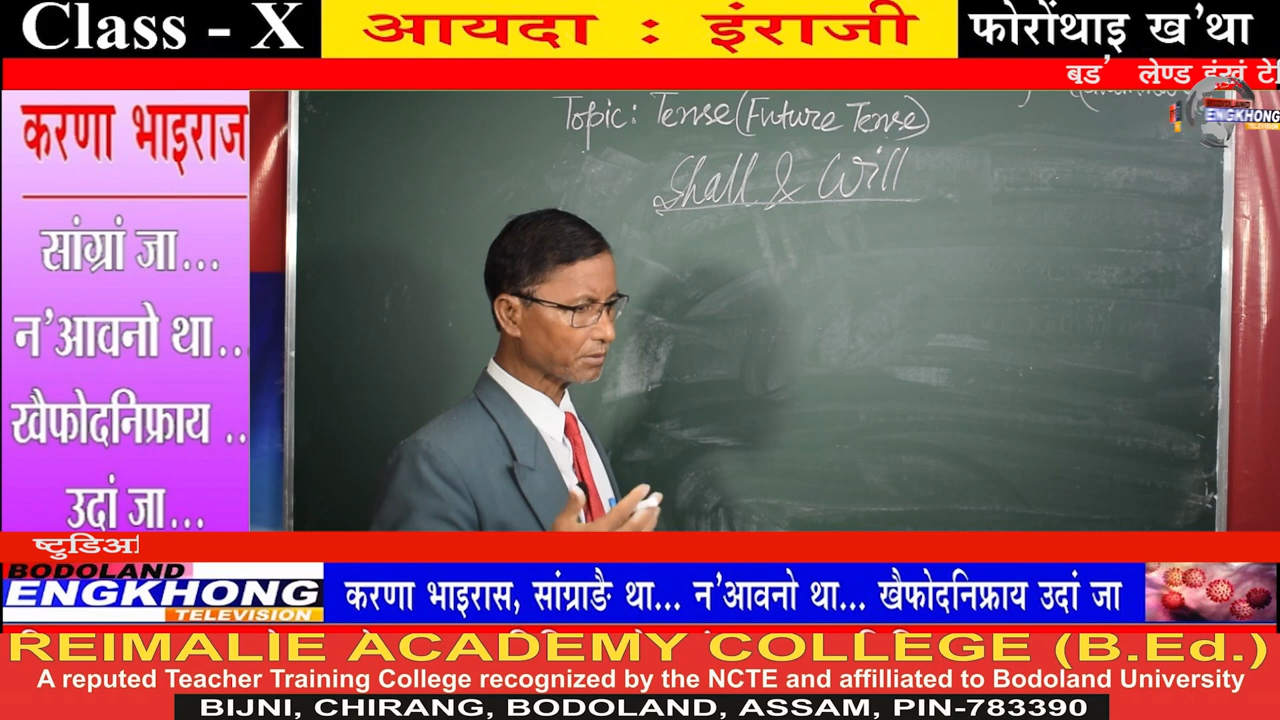 Class - X
आयदा : इंराजी
फोरोंथाइ ख'था
बड' लेण्ड इंखं
BODOLAND
ENGKHONG
TELEVISION
करणा भाइराज
सांग्रां जा...
न'आवनो था...
खैफोदनिफ्राय ..
उदां जा...
Topic: Tense (Future Tense)
Shall & Will
ष्टुडिअ
BODOLAND
ENGKHONG
TELEVISION
करणा भाइरास, सांग्राङै था... न'आवनो था... खैफोदनिफ्राय उदां जा
REIMALIE ACADEMY COLLEGE (B.Ed.)
A reputed Teacher Training College recognized by the NCTE and affilliated to Bodoland University
BIJNI, CHIRANG, BODOLAND, ASSAM, PIN-783390